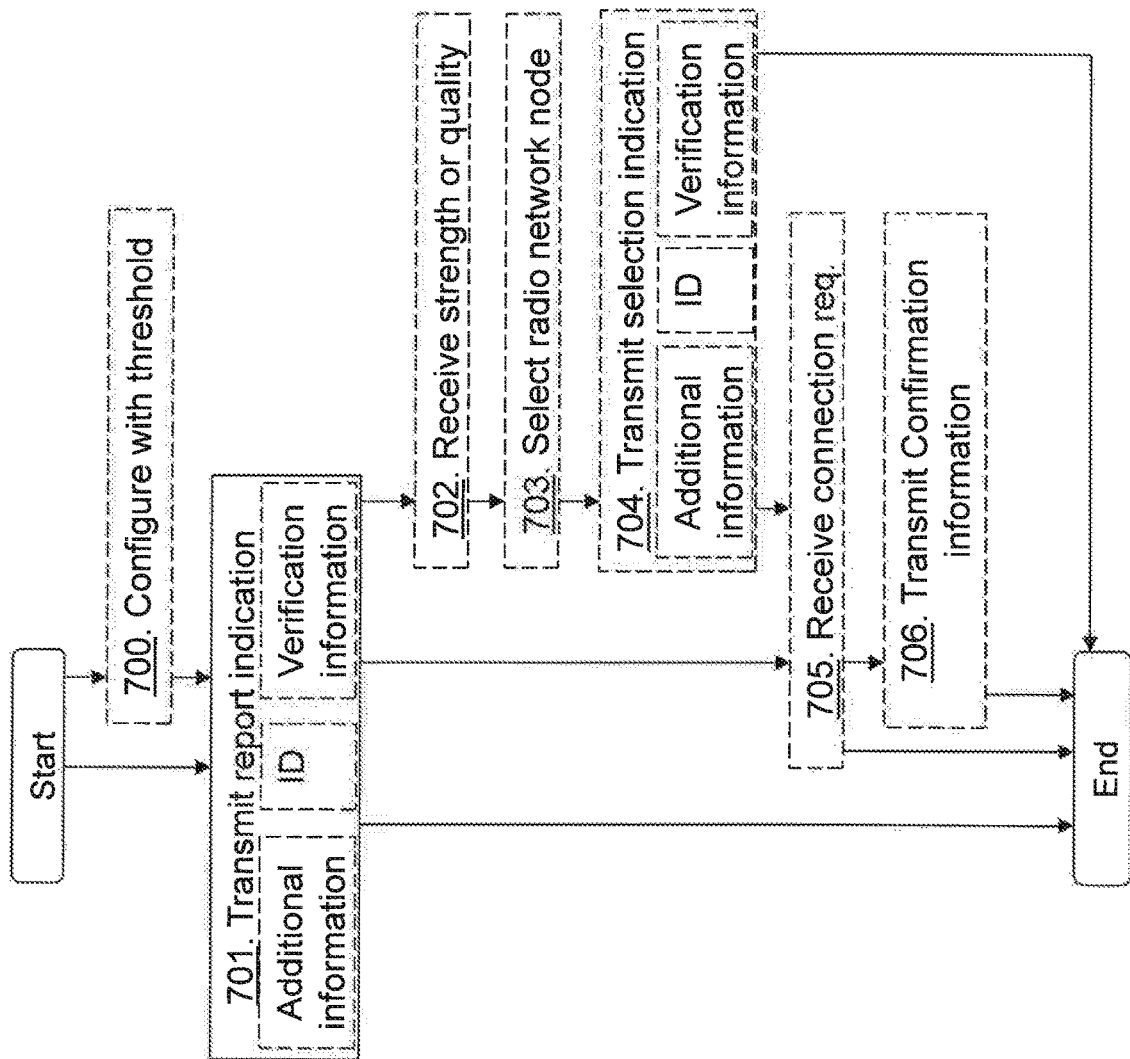 Start
700. Configure with threshold
701. Transmit report indication
Additional
information
ID
Verification
information
702. Receive strength or quality
703. Select radio network node
704. Transmit selection indication
Additional
information
ID
Verification
information
705. Receive connection req.
706. Transmit Confirmation
information
End